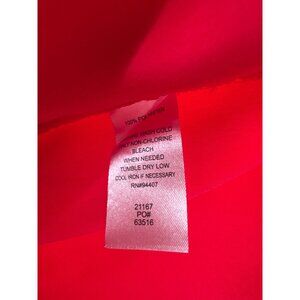 100% POLYESTER
WASH COLD
ONLY NON-CHLORINE
BLEACH
WHEN NEEDED
TUMBLE DRY LOW
COOL IRON IF NECESSARY
RN#94407
21167
PO#
63516